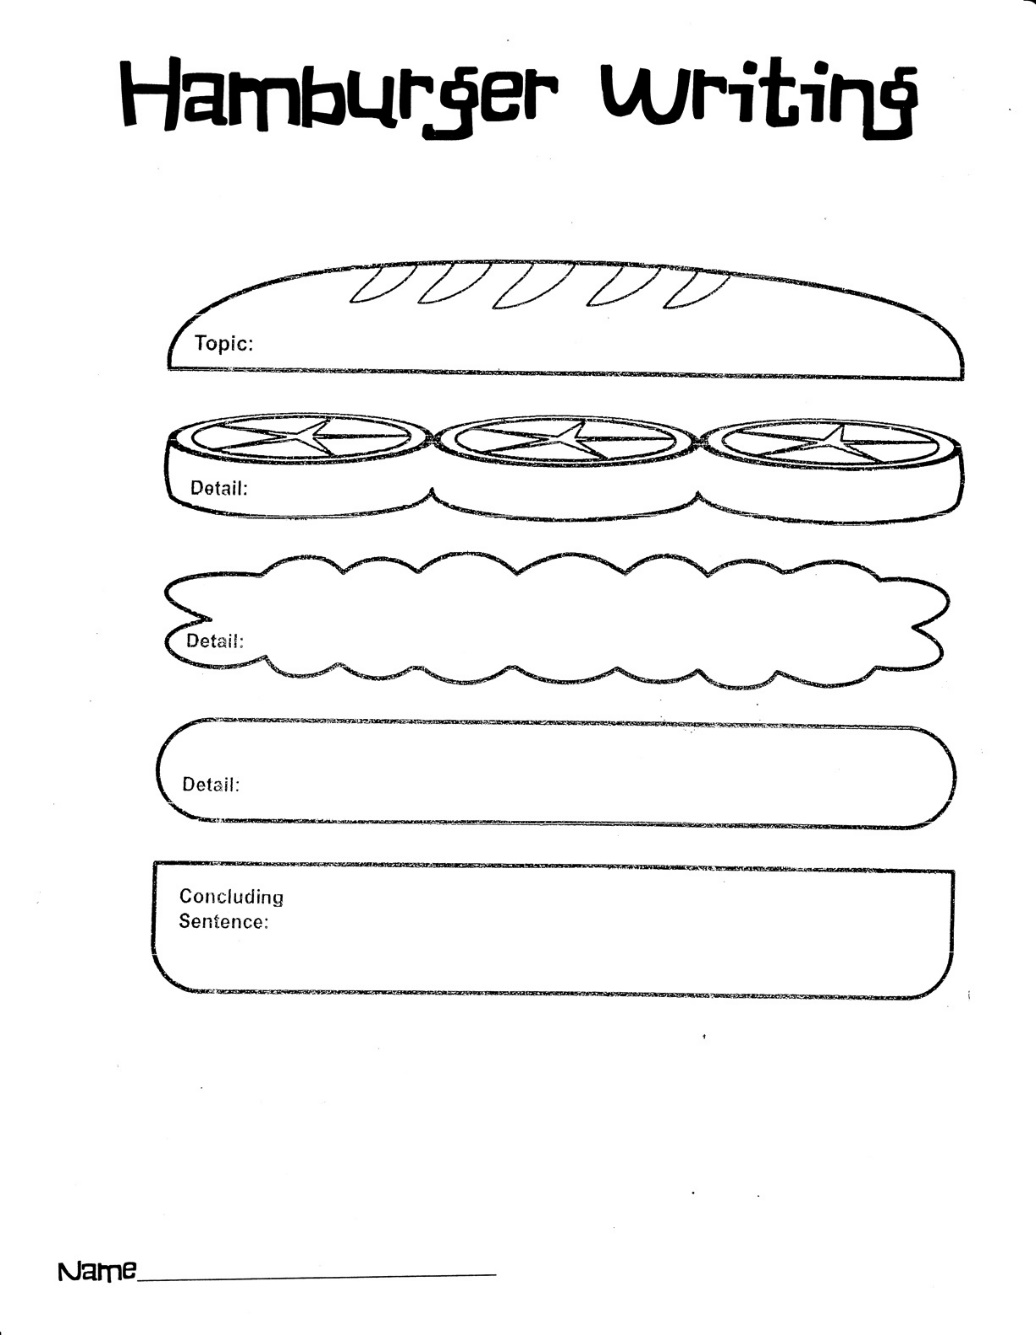 Hamburger Writing
Topic:
Detail:
Detail:
Detail:
Concluding
Sentence:
Name